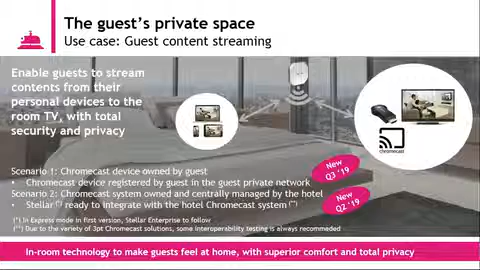 The guest's private space
Use case: Guest content streaming
Enable guests to stream
contents from their
personal devices to the
room TV, with total
security and privacy
chromecast
Scenario 1: Chromecast device owned by guest
• Chromecast device registered by guest in the guest private network
Scenario 2: Chromecast system owned and centrally managed by the hotel
• Stellar (*) ready to integrate with the hotel Chromecast system (**)
New
Q3 '19
New
Q2 '19
(*) In Express mode in first version, Stellar Enterprise to follow
(**) Due to the variety of 3pt Chromecast solutions, some interoperability testing is always recommeded
In-room technology to make guests feel at home, with superior comfort and total privacy